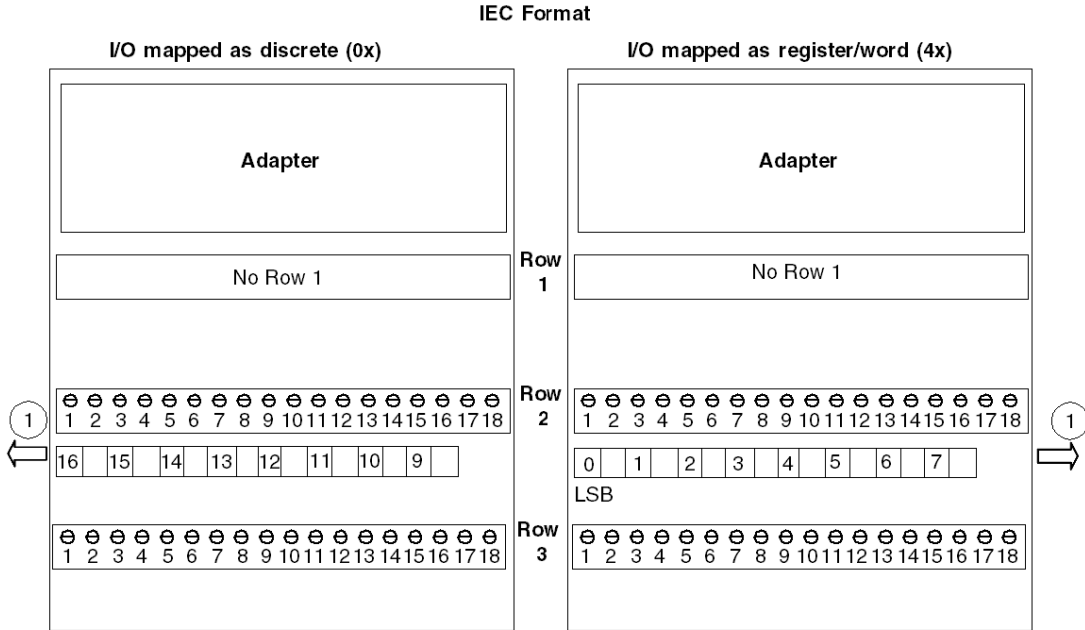 IEC Format
I/O mapped as discrete (0x)
I/O mapped as register/word (4x)
Adapter
Adapter
Row
1
No Row 1
No Row 1
Row
2
1 2 3 4 5 6 7 8 9 10 11 12 13 14 15 16 17 18
1 2 3 4 5 6 7 8 9 10 11 12 13 14 15 16 17 18
1
1
16 15 14 13 12 11 10 9
0 1 2 3 4 5 6 7
LSB
Row
3
1 2 3 4 5 6 7 8 9 10 11 12 13 14 15 16 17 18
1 2 3 4 5 6 7 8 9 10 11 12 13 14 15 16 17 18